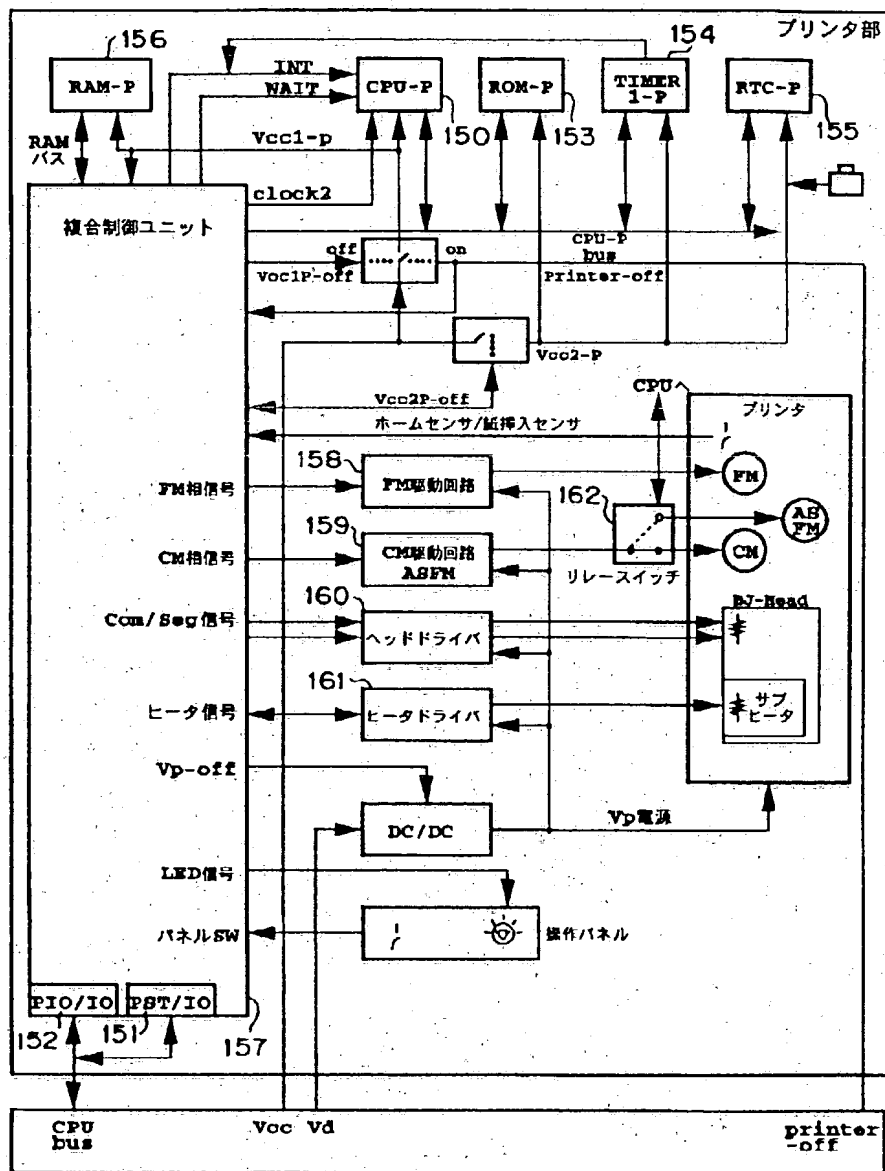 プリンタ部
156
154
RAM-P
INT
WAIT
CPU-P
ROM-P
TIMER
1-P
RTC-P
150
153
155
RAM
バス
Vcc1-p
clock2
複合制御ユニット
off
on
CPU-P
bus
Vcc1P-off
Printer-off
Vcc2-P
Vcc2P-off
CPU
プリンタ
ホームセンサ/紙挿入センサ
158
FM相信号
FM駆動回路
FM
162
AS
FM
159
CM相信号
CM駆動回路
ASFM
CM
リレースイッチ
160
Com/Seg信号
ヘッドドライバ
BJ-Head
161
ヒータ信号
ヒータドライバ
サブ
ヒータ
Vp-off
DC/DC
Vp電源
LED信号
パネルSW
操作パネル
PIO/IO
PST/IO
152
151
157
CPU
bus
Vcc
Vd
printer
-off